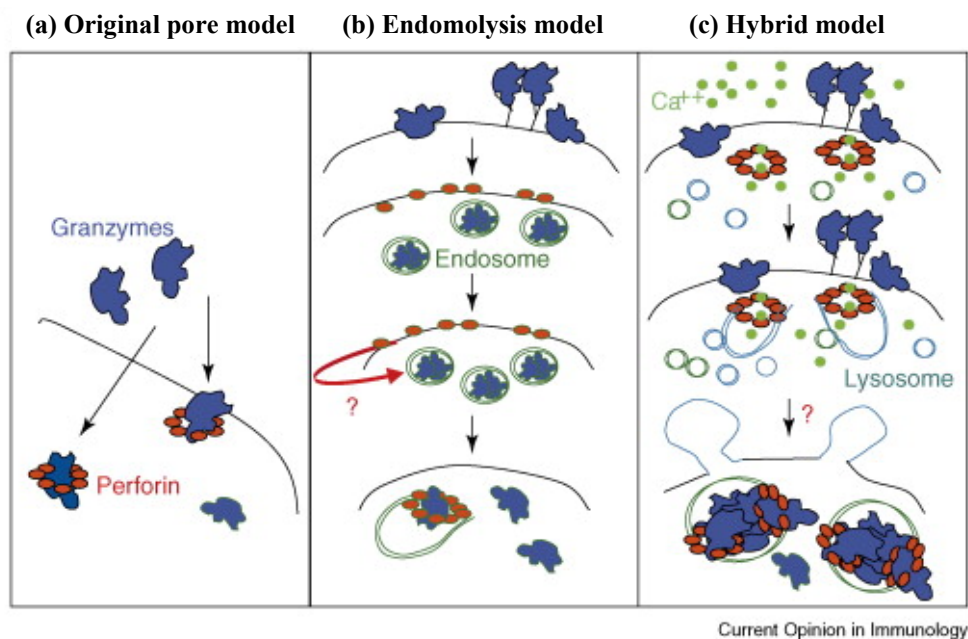 (a) Original pore model (b) Endomolysis model (c) Hybrid model
Granzymes
Perforin
Endosome
?
Ca++
Lysosome
?
Current Opinion in Immunology